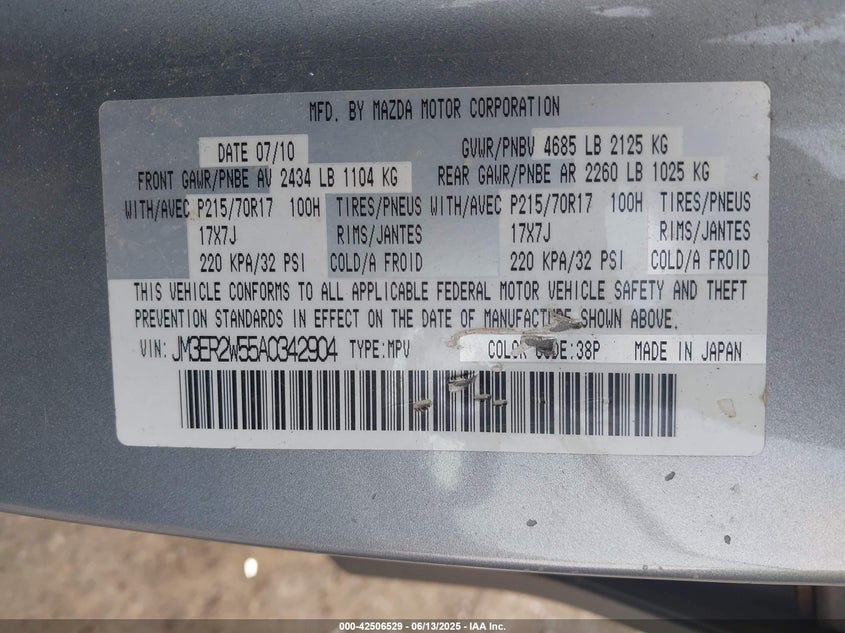 MFD. BY MAZDA MOTOR CORPORATION
DATE 07/10 GVWR/PNBV 4685 LB 2125 KG
FRONT GAWR/PNBE AV 2434 LB 1104 KG REAR GAWR/PNBE AR 2260 LB 1025 KG
WITH/AVEC P215/70R17 100H TIRES/PNEUS WITH/AVEC P215/70R17 100H TIRES/PNEUS
17X7J RIMS/JANTES 17X7J RIMS/JANTES
220 KPA/32 PSI COLD/A FROID 220 KPA/32 PSI COLD/A FROID
THIS VEHICLE CONFORMS TO ALL APPLICABLE FEDERAL MOTOR VEHICLE SAFETY AND THEFT
PREVENTION STANDARDS IN EFFECT ON THE DATE OF MANUFACTURE SHOWN ABOVE.
VIN: JM3ER2W55A0342904 TYPE:MPV COLOR CODE:38P MADE IN JAPAN
000-42506529 - 06/13/2025 - IAA Inc.